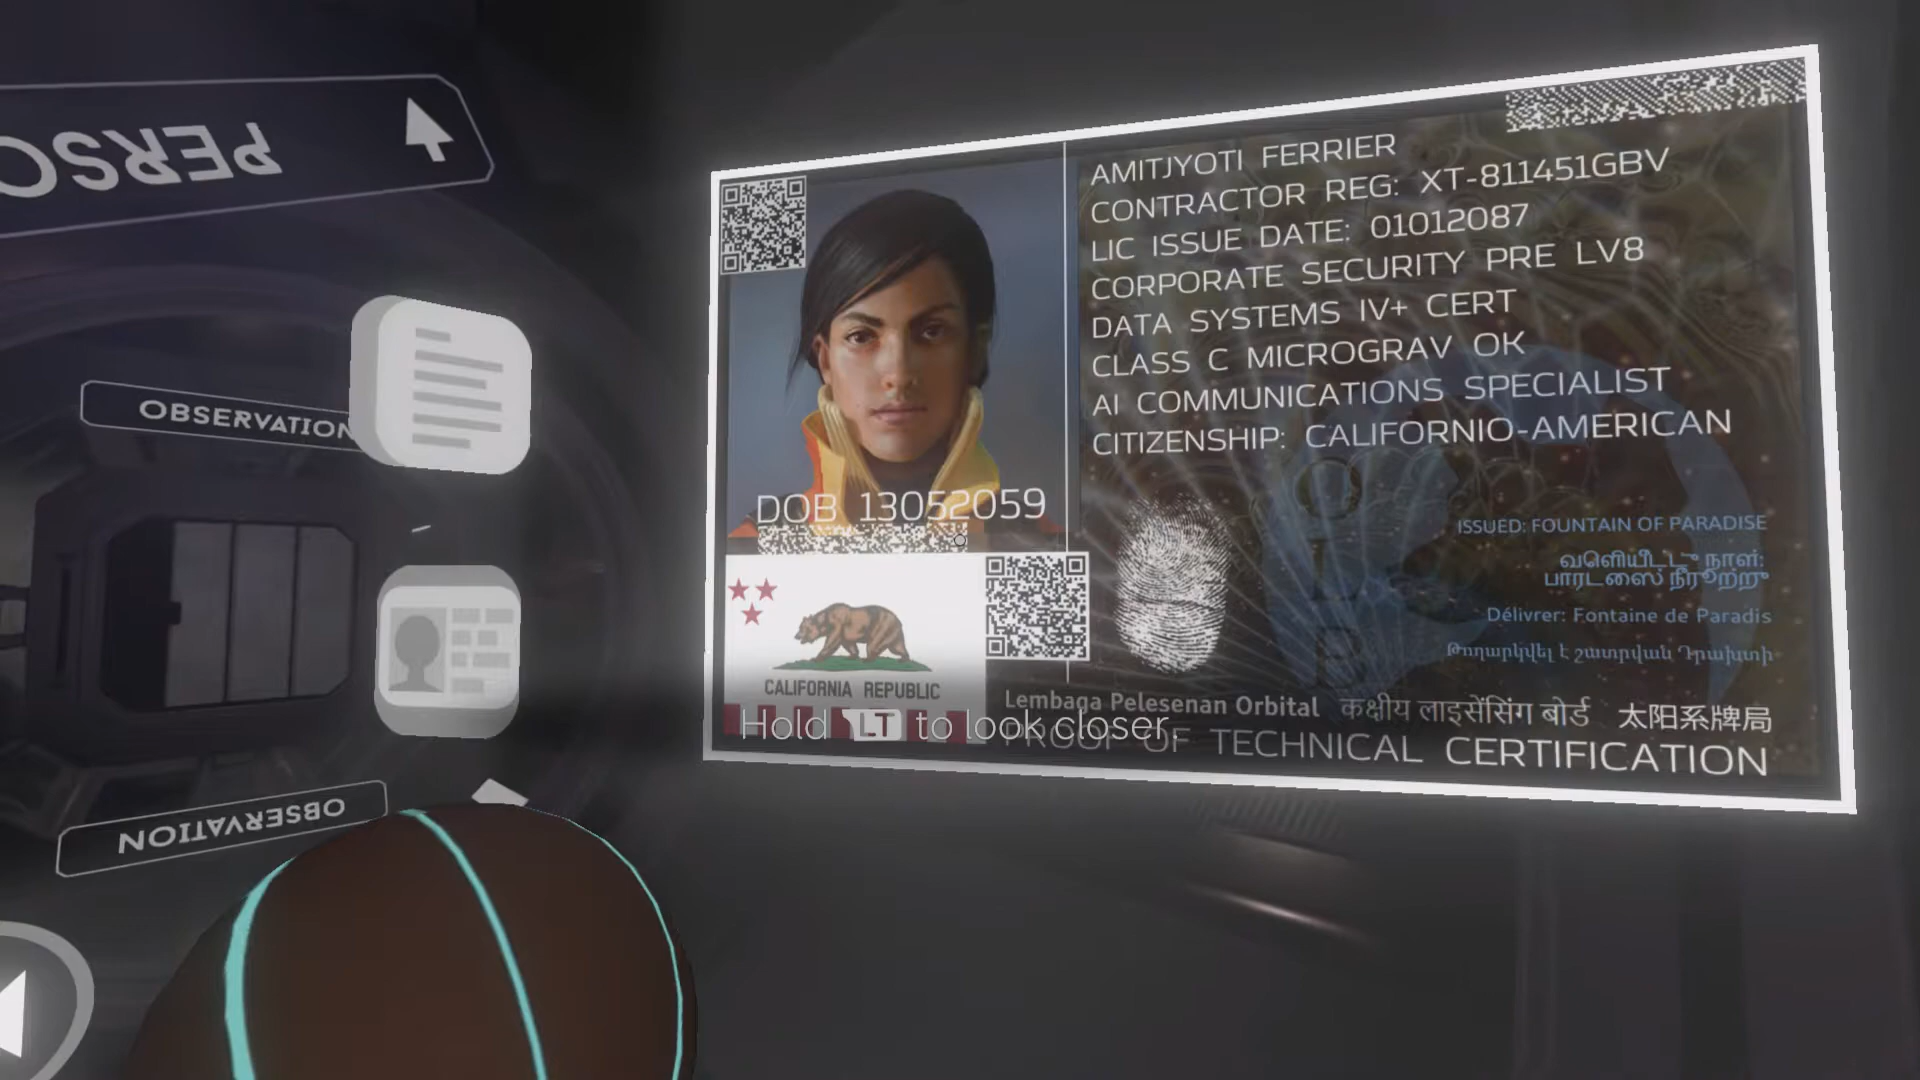 PERSO
OBSERVATION
OBSERVATION
AMITJYOTI FERRIER
CONTRACTOR REG: XT-811451GBV
LIC ISSUE DATE: 01012087
CORPORATE SECURITY PRE LV8
DATA SYSTEMS IV+ CERT
CLASS C MICROGRAV OK
AI COMMUNICATIONS SPECIALIST
CITIZENSHIP: CALIFORNIO-AMERICAN
DOB 13052059
CALIFORNIA REPUBLIC
OLB
ISSUED: FOUNTAIN OF PARADISE
வெளியீட்டு நாள்:
பாரடைஸ் நீரூற்று
Délivrer: Fontaine de Paradis
Թողարկվել է շատրվան Դրախտի
Lembaga Pelesenan Orbital कक्षीय लाइसेंसिंग बोर्ड 太阳系牌局
PROOF OF TECHNICAL CERTIFICATION
Hold LT to look closer